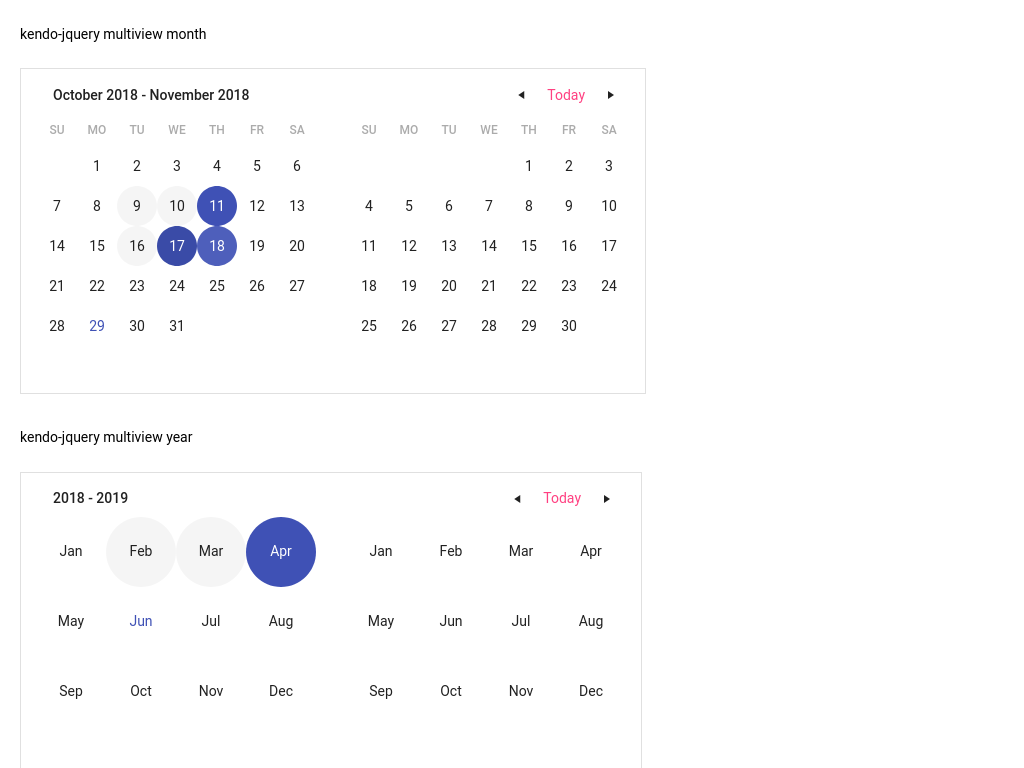 kendo-jquery multiview month
October 2018 - November 2018 Today
SU MO TU WE TH FR SA SU MO TU WE TH FR SA
1 2 3 4 5 6 1 2 3
7 8 9 10 11 12 13 4 5 6 7 8 9 10
14 15 16 17 18 19 20 11 12 13 14 15 16 17
21 22 23 24 25 26 27 18 19 20 21 22 23 24
28 29 30 31 25 26 27 28 29 30
kendo-jquery multiview year
2018 - 2019 Today
Jan Feb Mar Apr Jan Feb Mar Apr
May Jun Jul Aug May Jun Jul Aug
Sep Oct Nov Dec Sep Oct Nov Dec